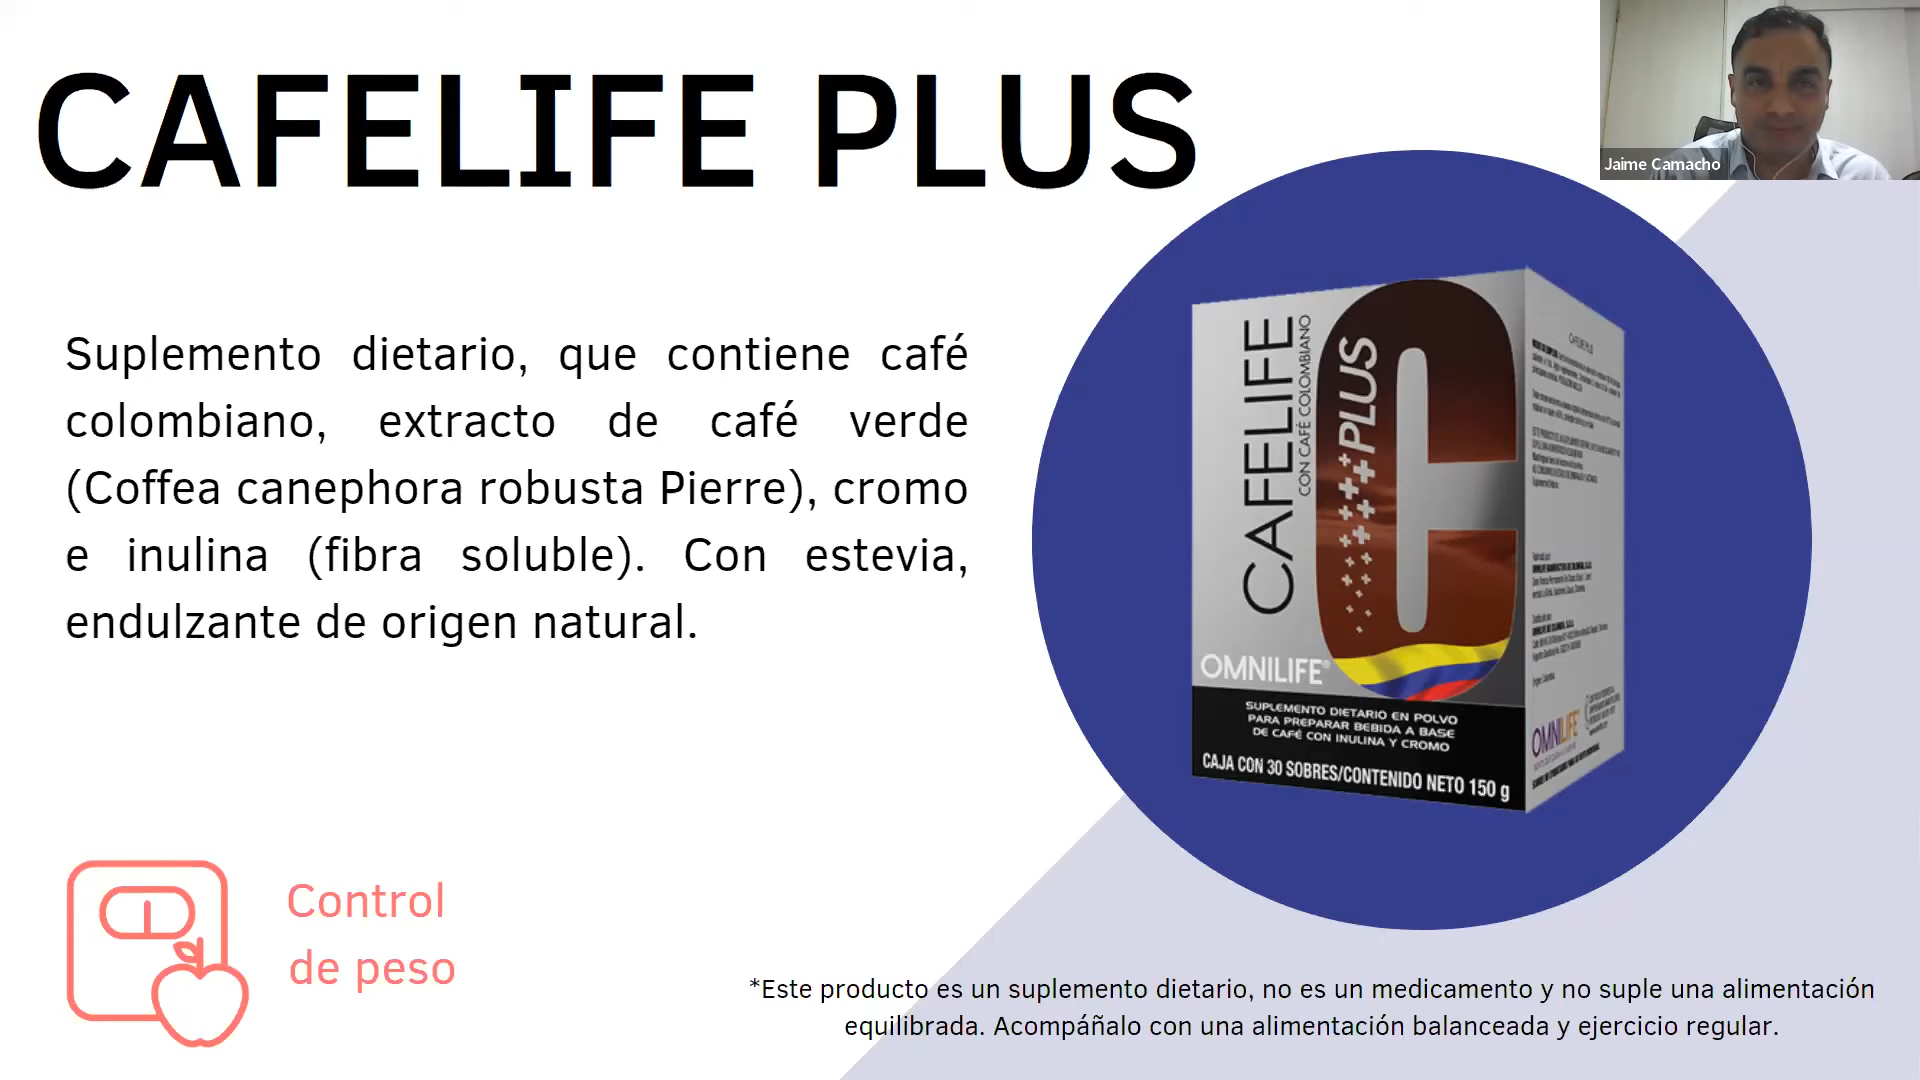 CAFELIFE PLUS
Jaime Camacho
Suplemento dietario, que contiene café
colombiano, extracto de café verde
(Coffea canephora robusta Pierre), cromo
e inulina (fibra soluble). Con estevia,
endulzante de origen natural.
CAFELIFE
CON CAFÉ COLOMBIANO
PLUS
OMNILIFE®
SUPLEMENTO DIETARIO EN POLVO
PARA PREPARAR BEBIDA A BASE
DE CAFÉ CON INULINA Y CROMO
CAJA CON 30 SOBRES/CONTENIDO NETO 150 g
CAFELIFE PLUS
OMNILIFE
Control
de peso
*Este producto es un suplemento dietario, no es un medicamento y no suple una alimentación
equilibrada. Acompáñalo con una alimentación balanceada y ejercicio regular.